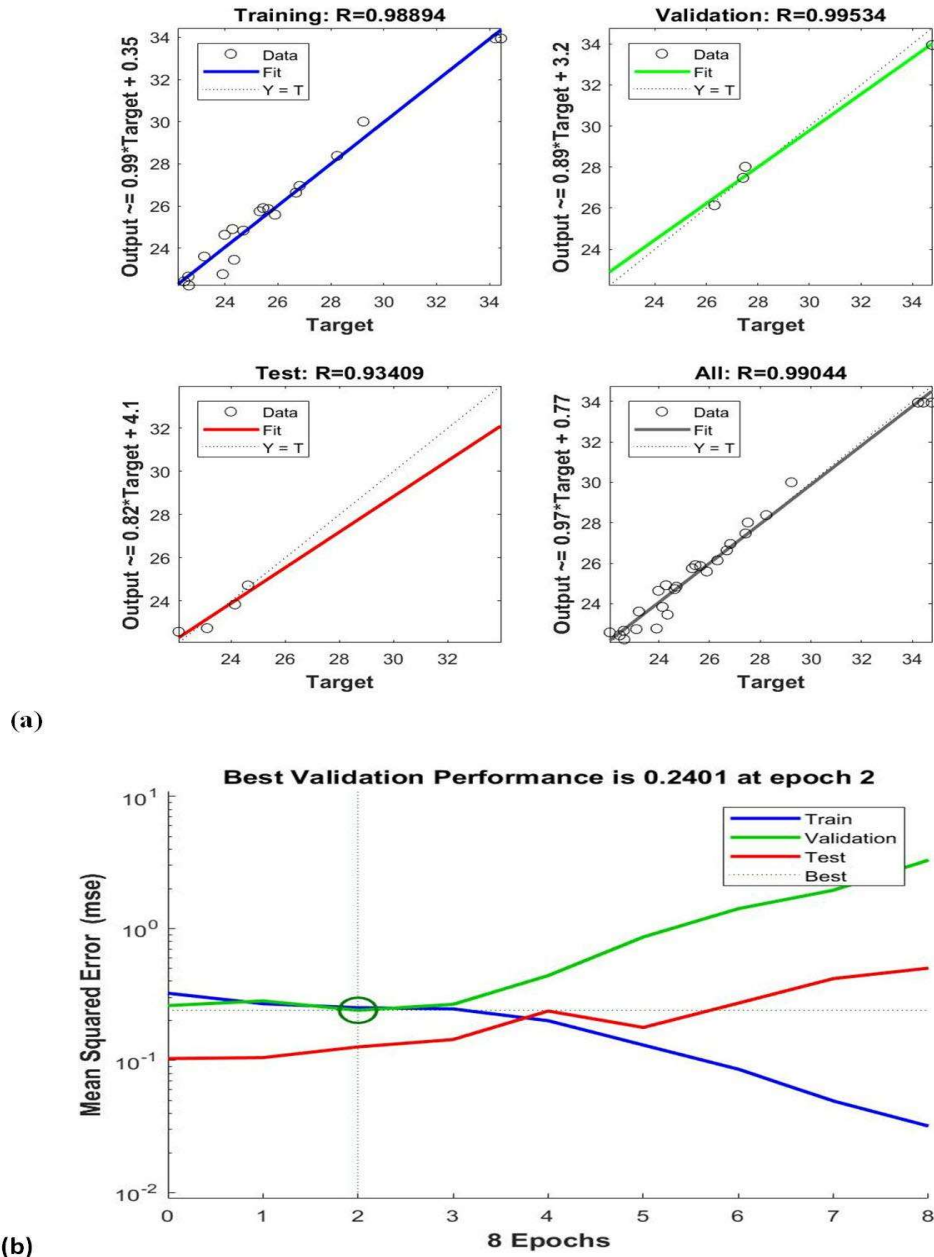 Training: R=0.98894
Output ~= 0.99*Target + 0.35
34
32
30
28
26
24
Data
Fit
Y = T
24 26 28 30 32 34
Target
Validation: R=0.99534
Output ~= 0.89*Target + 3.2
34
32
30
28
26
24
Data
Fit
Y = T
24 26 28 30 32 34
Target
Test: R=0.93409
Output ~= 0.82*Target + 4.1
32
30
28
26
24
22
Data
Fit
Y = T
24 26 28 30 32
Target
All: R=0.99044
Output ~= 0.97*Target + 0.77
34
32
30
28
26
24
Data
Fit
Y = T
24 26 28 30 32 34
Target
(a)
Best Validation Performance is 0.2401 at epoch 2
Mean Squared Error (mse)
10^1
10^0
10^-1
10^-2
Train
Validation
Test
Best
0 1 2 3 4 5 6 7 8
8 Epochs
(b)